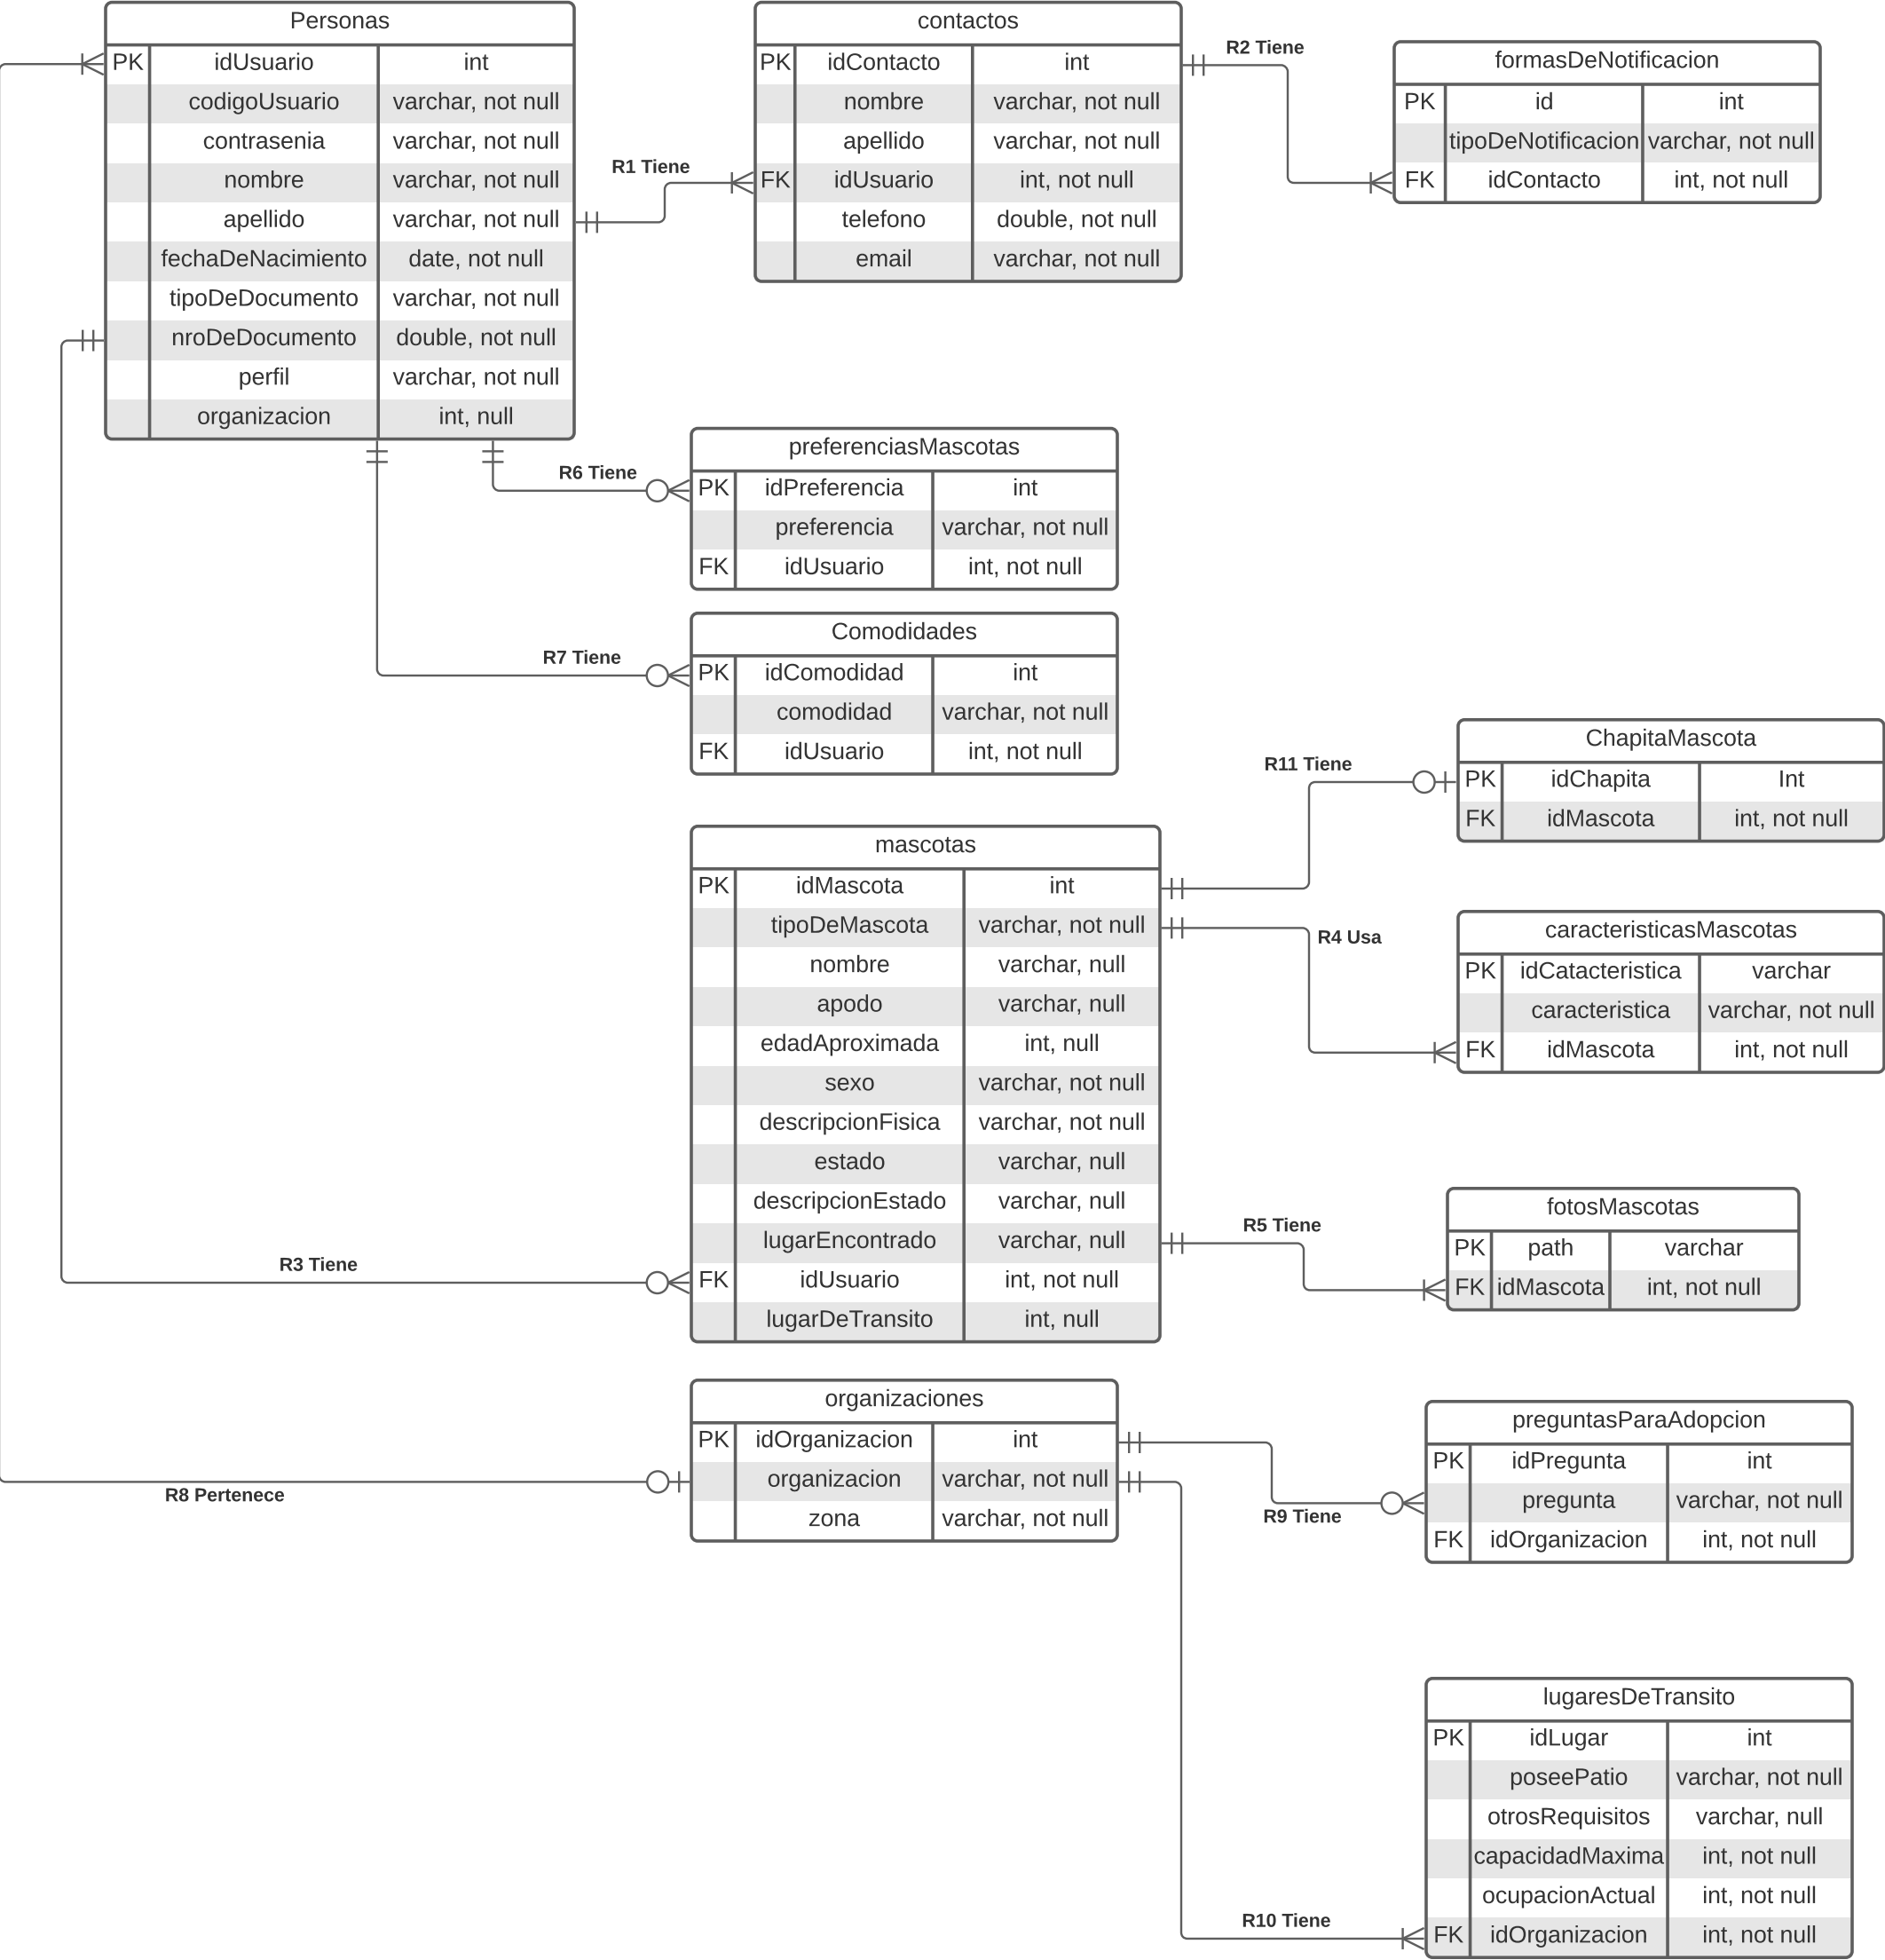 Personas
PK idUsuario int
codigoUsuario varchar, not null
contrasenia varchar, not null
nombre varchar, not null
apellido varchar, not null
fechaDeNacimiento date, not null
tipoDeDocumento varchar, not null
nroDeDocumento double, not null
perfil varchar, not null
organizacion int, null
R1 Tiene
contactos
PK idContacto int
nombre varchar, not null
apellido varchar, not null
FK idUsuario int, not null
telefono double, not null
email varchar, not null
R2 Tiene
formasDeNotificacion
PK id int
tipoDeNotificacion varchar, not null
FK idContacto int, not null
R6 Tiene
preferenciasMascotas
PK idPreferencia int
preferencia varchar, not null
FK idUsuario int, not null
R7 Tiene
Comodidades
PK idComodidad int
comodidad varchar, not null
FK idUsuario int, not null
R11 Tiene
ChapitaMascota
PK idChapita Int
FK idMascota int, not null
mascotas
PK idMascota int
tipoDeMascota varchar, not null
nombre varchar, null
apodo varchar, null
edadAproximada int, null
sexo varchar, not null
descripcionFisica varchar, not null
estado varchar, null
descripcionEstado varchar, null
lugarEncontrado varchar, null
FK idUsuario int, not null
lugarDeTransito int, null
R4 Usa
caracteristicasMascotas
PK idCatacteristica varchar
caracteristica varchar, not null
FK idMascota int, not null
R5 Tiene
fotosMascotas
PK path varchar
FK idMascota int, not null
R3 Tiene
organizaciones
PK idOrganizacion int
organizacion varchar, not null
zona varchar, not null
R8 Pertenece
R9 Tiene
preguntasParaAdopcion
PK idPregunta int
pregunta varchar, not null
FK idOrganizacion int, not null
R10 Tiene
lugaresDeTransito
PK idLugar int
poseePatio varchar, not null
otrosRequisitos varchar, null
capacidadMaxima int, not null
ocupacionActual int, not null
FK idOrganizacion int, not null